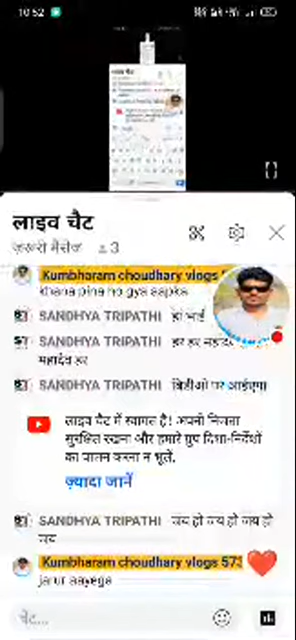 10:52
लाइव चैट
ज़रूरी मैसेज 3
Kumbharam choudhary vlogs
khana pina ho gya aapka
SANDHYA TRIPATHI हा भाई
SANDHYA TRIPATHI हर हर महादेव
महादेव हर
SANDHYA TRIPATHI विडीओ पर आईएगा
लाइव चैट में स्वागत है! अपनी निजता
सुरक्षित रखना और हमारे ग्रुप दिशा-निर्देशों
का पालन करना न भूलें.
ज़्यादा जानें
SANDHYA TRIPATHI जय हो जय हो जय हो
जय
Kumbharam choudhary vlogs 573
jarur aayega
चैट...